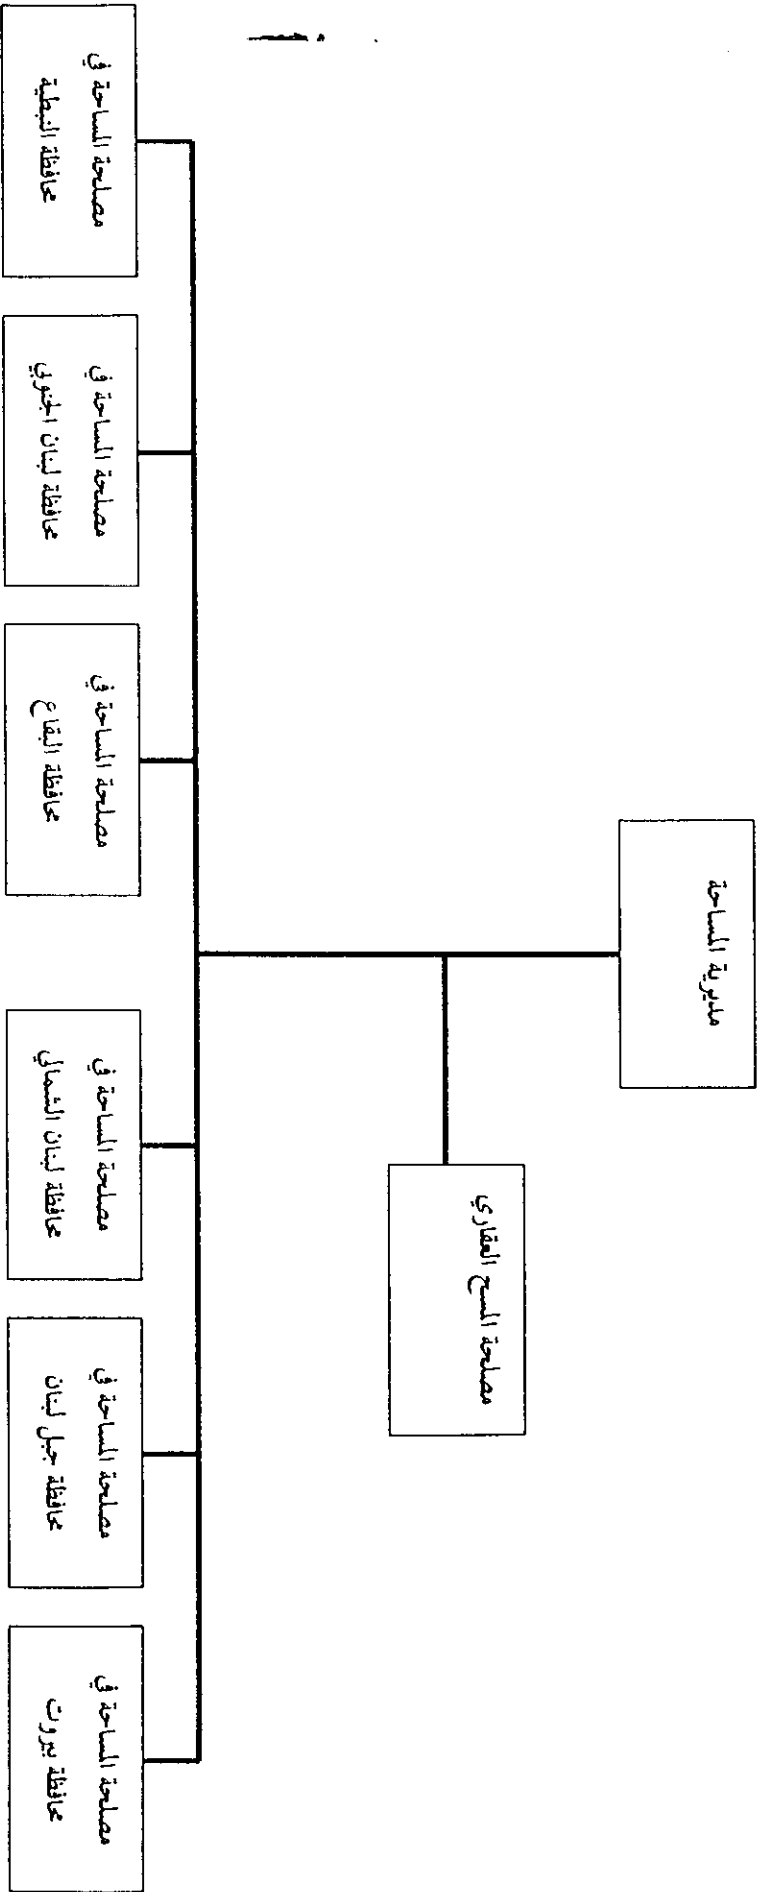 مديرية المساحة
مصلحة المسح العقاري
مصلحة المساحة في
محافظة بيروت
مصلحة المساحة في
محافظة جبل لبنان
مصلحة المساحة في
محافظة لبنان الشمالي
مصلحة المساحة في
محافظة البقاع
مصلحة المساحة في
محافظة لبنان الجنوبي
مصلحة المساحة في
محافظة النبطية